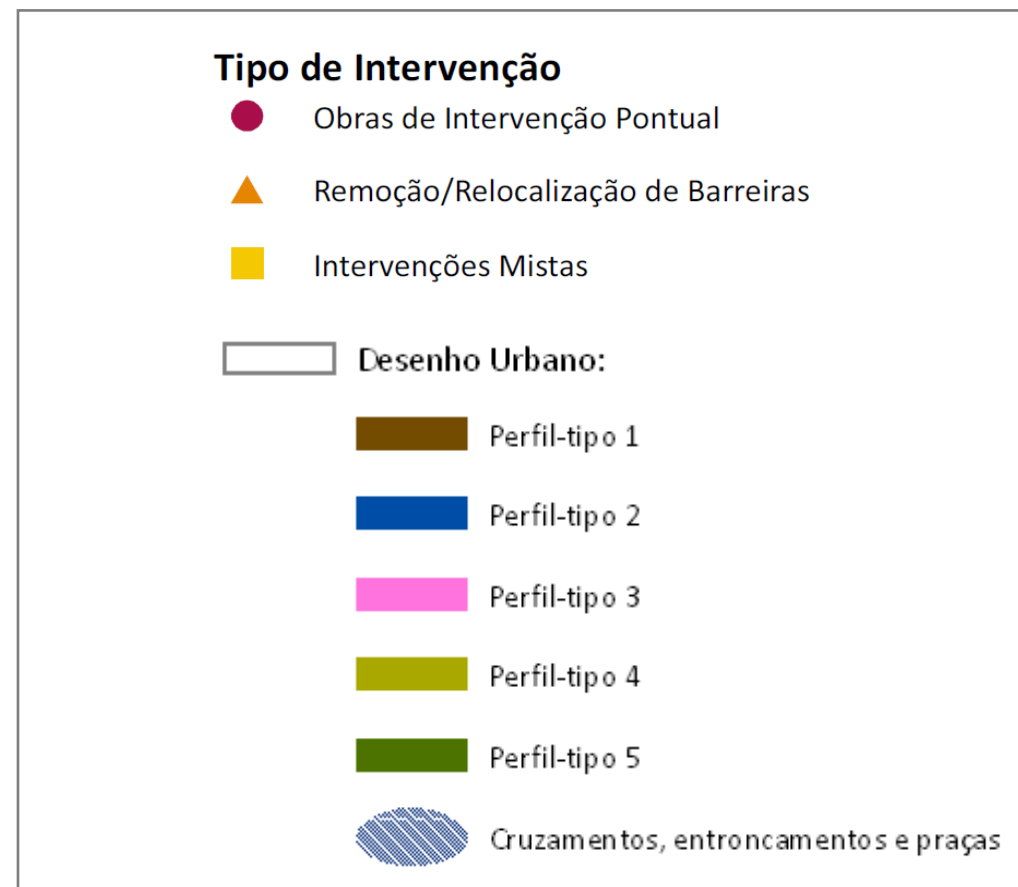 Tipo de Intervenção
Obras de Intervenção Pontual
Remoção/Relocalização de Barreiras
Intervenções Mistas
Desenho Urbano:
Perfil-tipo 1
Perfil-tipo 2
Perfil-tipo 3
Perfil-tipo 4
Perfil-tipo 5
Cruzamentos, entroncamentos e praças